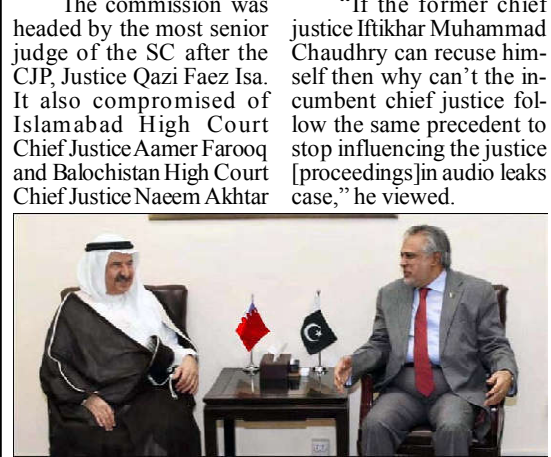 The commission was
headed by the most senior
judge of the SC after the
CJP, Justice Qazi Faez Isa.
It also compromised of
Islamabad High Court
Chief Justice Aamer Farooq
and Balochistan High Court
Chief Justice Naeem Akhtar
“If the former chief
justice Iftikhar Muhammad
Chaudhry can recuse him-
self then why can’t the in-
cumbent chief justice fol-
low the same precedent to
stop influencing the justice
[proceedings]in audio leaks
case,” he viewed.